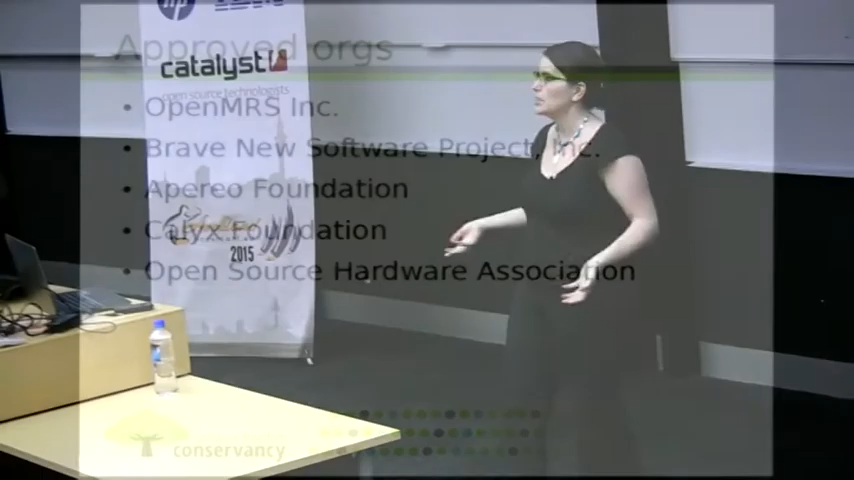 hp
Approved orgs
catalyst
open source technologists
• OpenMRS Inc.
• Brave New Software Project, Inc.
• Apereo Foundation
• Calyx Foundation
2015
• Open Source Hardware Association
conservancy